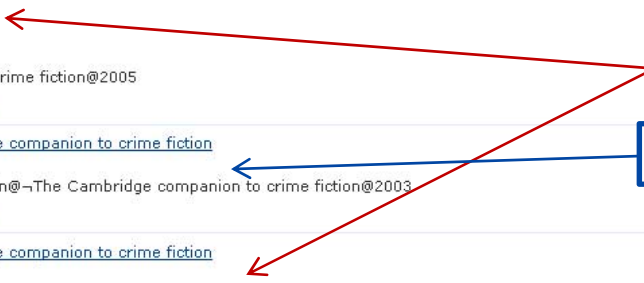 rime fiction@2005
e companion to crime fiction
n@¬The Cambridge companion to crime fiction@2003
e companion to crime fiction